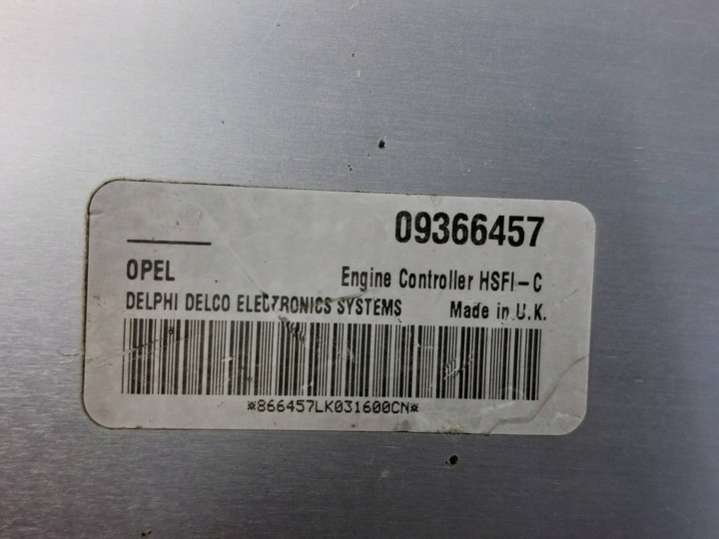 09366457
OPEL Engine Controller HSFI-C
DELPHI DELCO ELECTRONICS SYSTEMS Made in U.K.
*866457LK031600CN*